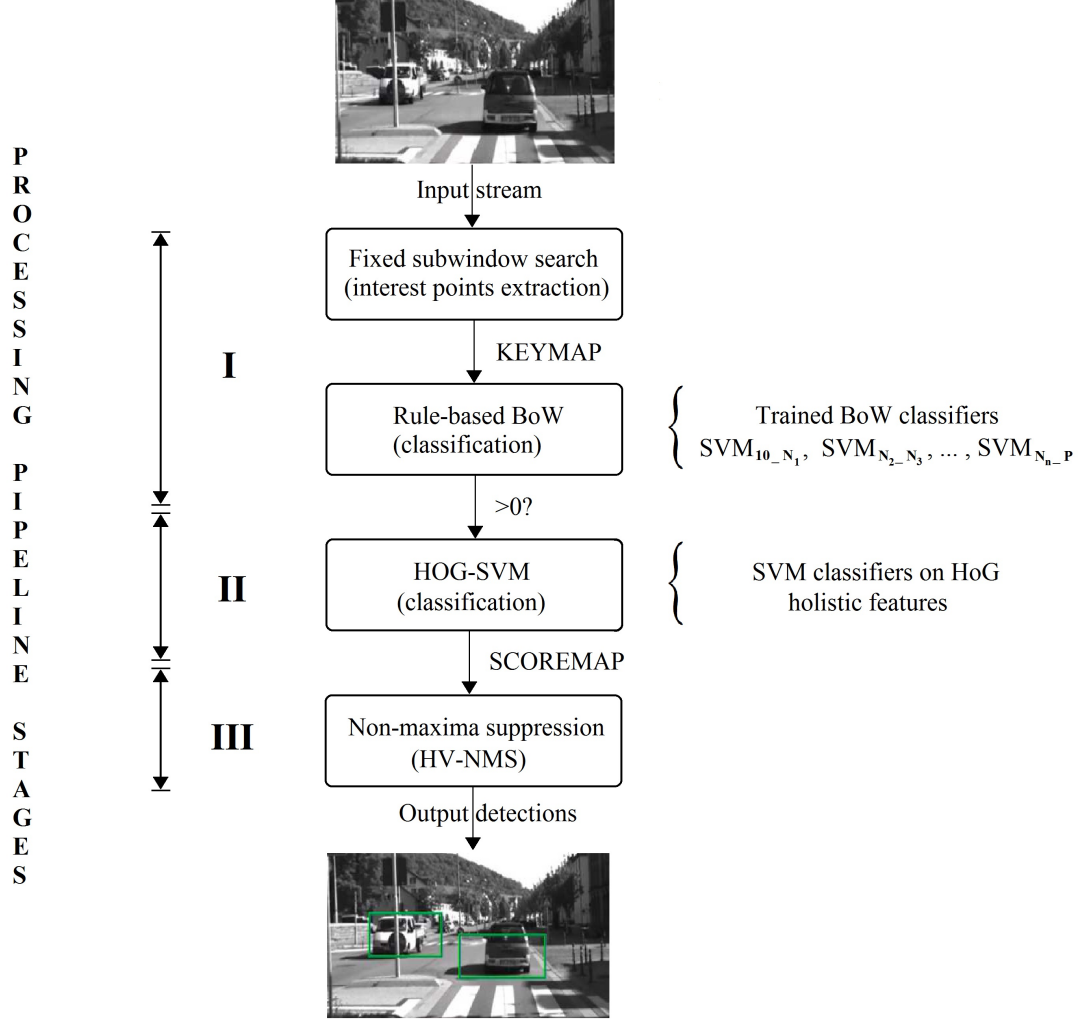 PROCESSING PIPELINE STAGES
Input stream
Fixed subwindow search
(interest points extraction)
I
KEYMAP
Rule-based BoW
(classification)
{
Trained BoW classifiers
SVM10_N1, SVMN2_N3, ... , SVMNn_P
>0?
II
HOG-SVM
(classification)
{
SVM classifiers on HoG
holistic features
SCOREMAP
III
Non-maxima suppression
(HV-NMS)
Output detections